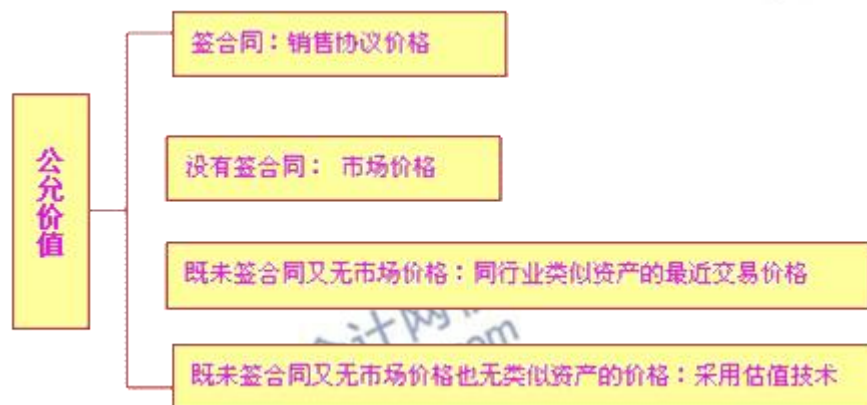 签合同：销售协议价格
公允价值
没有签合同： 市场价格
既未签合同又无市场价格：同行业类似资产的最近交易价格
既未签合同又无市场价格也无类似资产的价格：采用估值技术